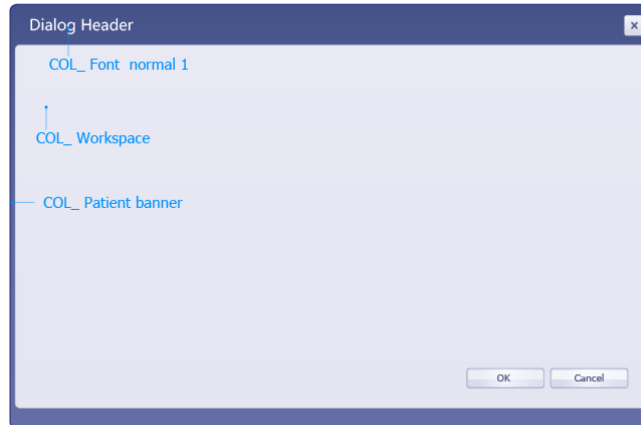 Dialog Header
x
COL_ Font normal 1
COL_ Workspace
COL_ Patient banner
OK Cancel